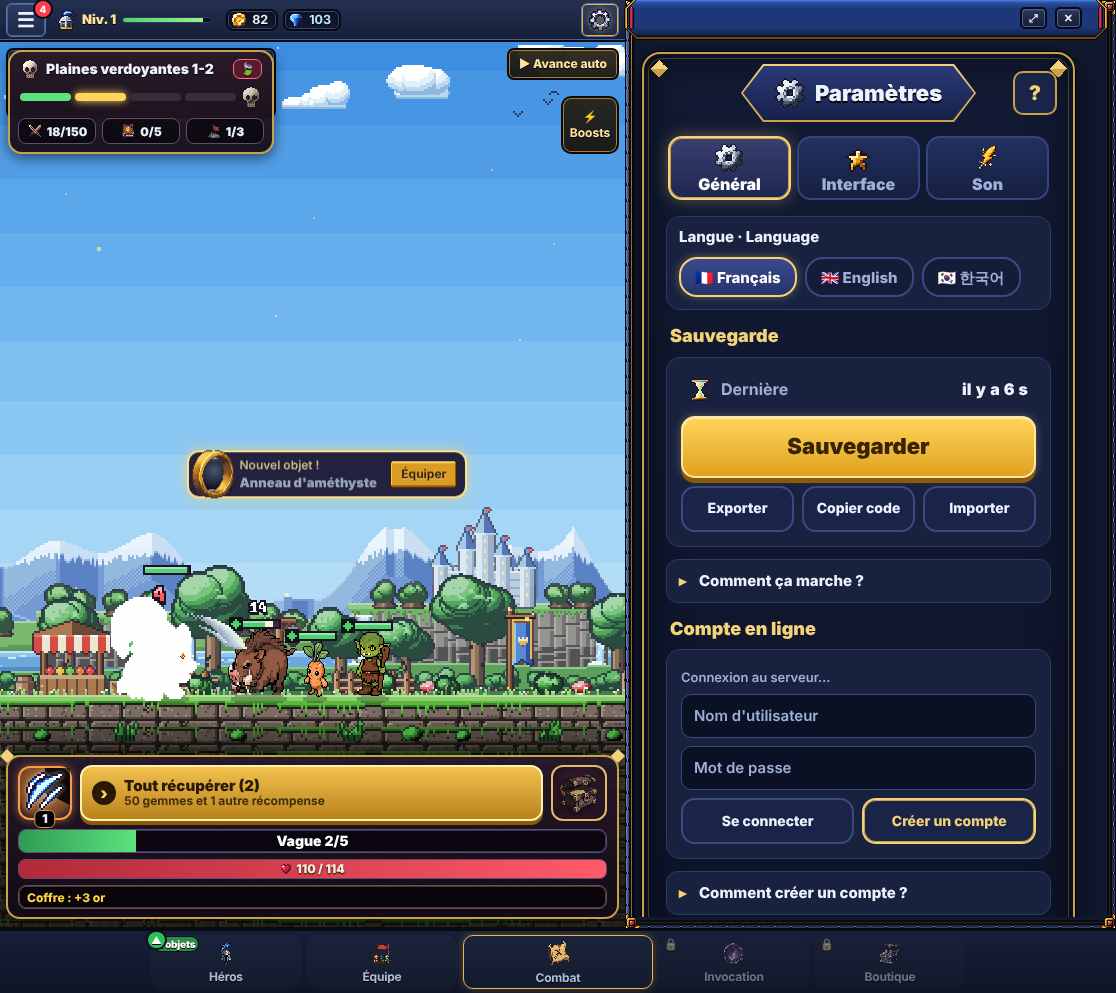 4
Niv. 1
82
103
Plaines verdoyantes 1-2
18/150
0/5
1/3
Avance auto
Boosts
Nouvel objet !
Anneau d'améthyste
Équiper
4
14
1
Tout récupérer (2)
50 gemmes et 1 autre récompense
Vague 2/5
110 / 114
Coffre : +3 or
Paramètres
?
Général
Interface
Son
Langue · Language
Français
English
한국어
Sauvegarde
Dernière
il y a 6 s
Sauvegarder
Exporter
Copier code
Importer
Comment ça marche ?
Compte en ligne
Connexion au serveur...
Nom d'utilisateur
Mot de passe
Se connecter
Créer un compte
Comment créer un compte ?
objets
Héros
Équipe
Combat
Invocation
Boutique